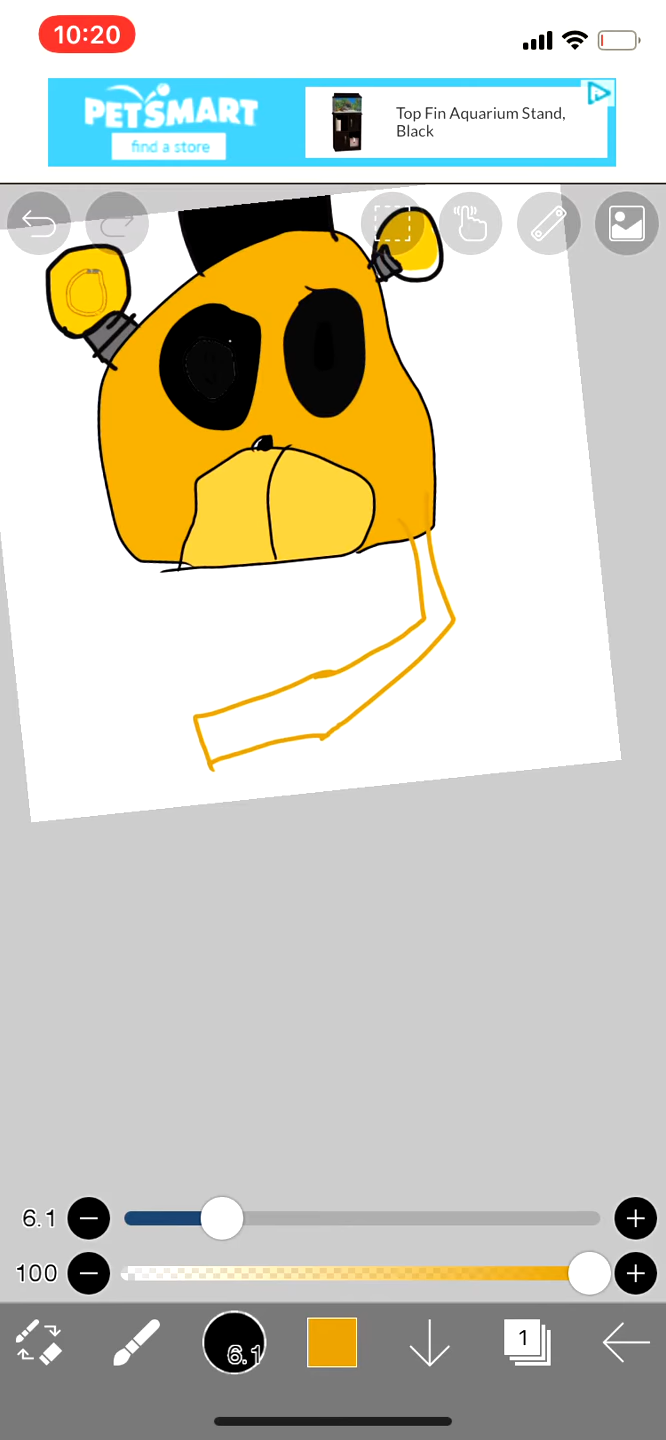 10:20
PETSMART
find a store
Top Fin Aquarium Stand,
Black
6.1
100
6.1
1